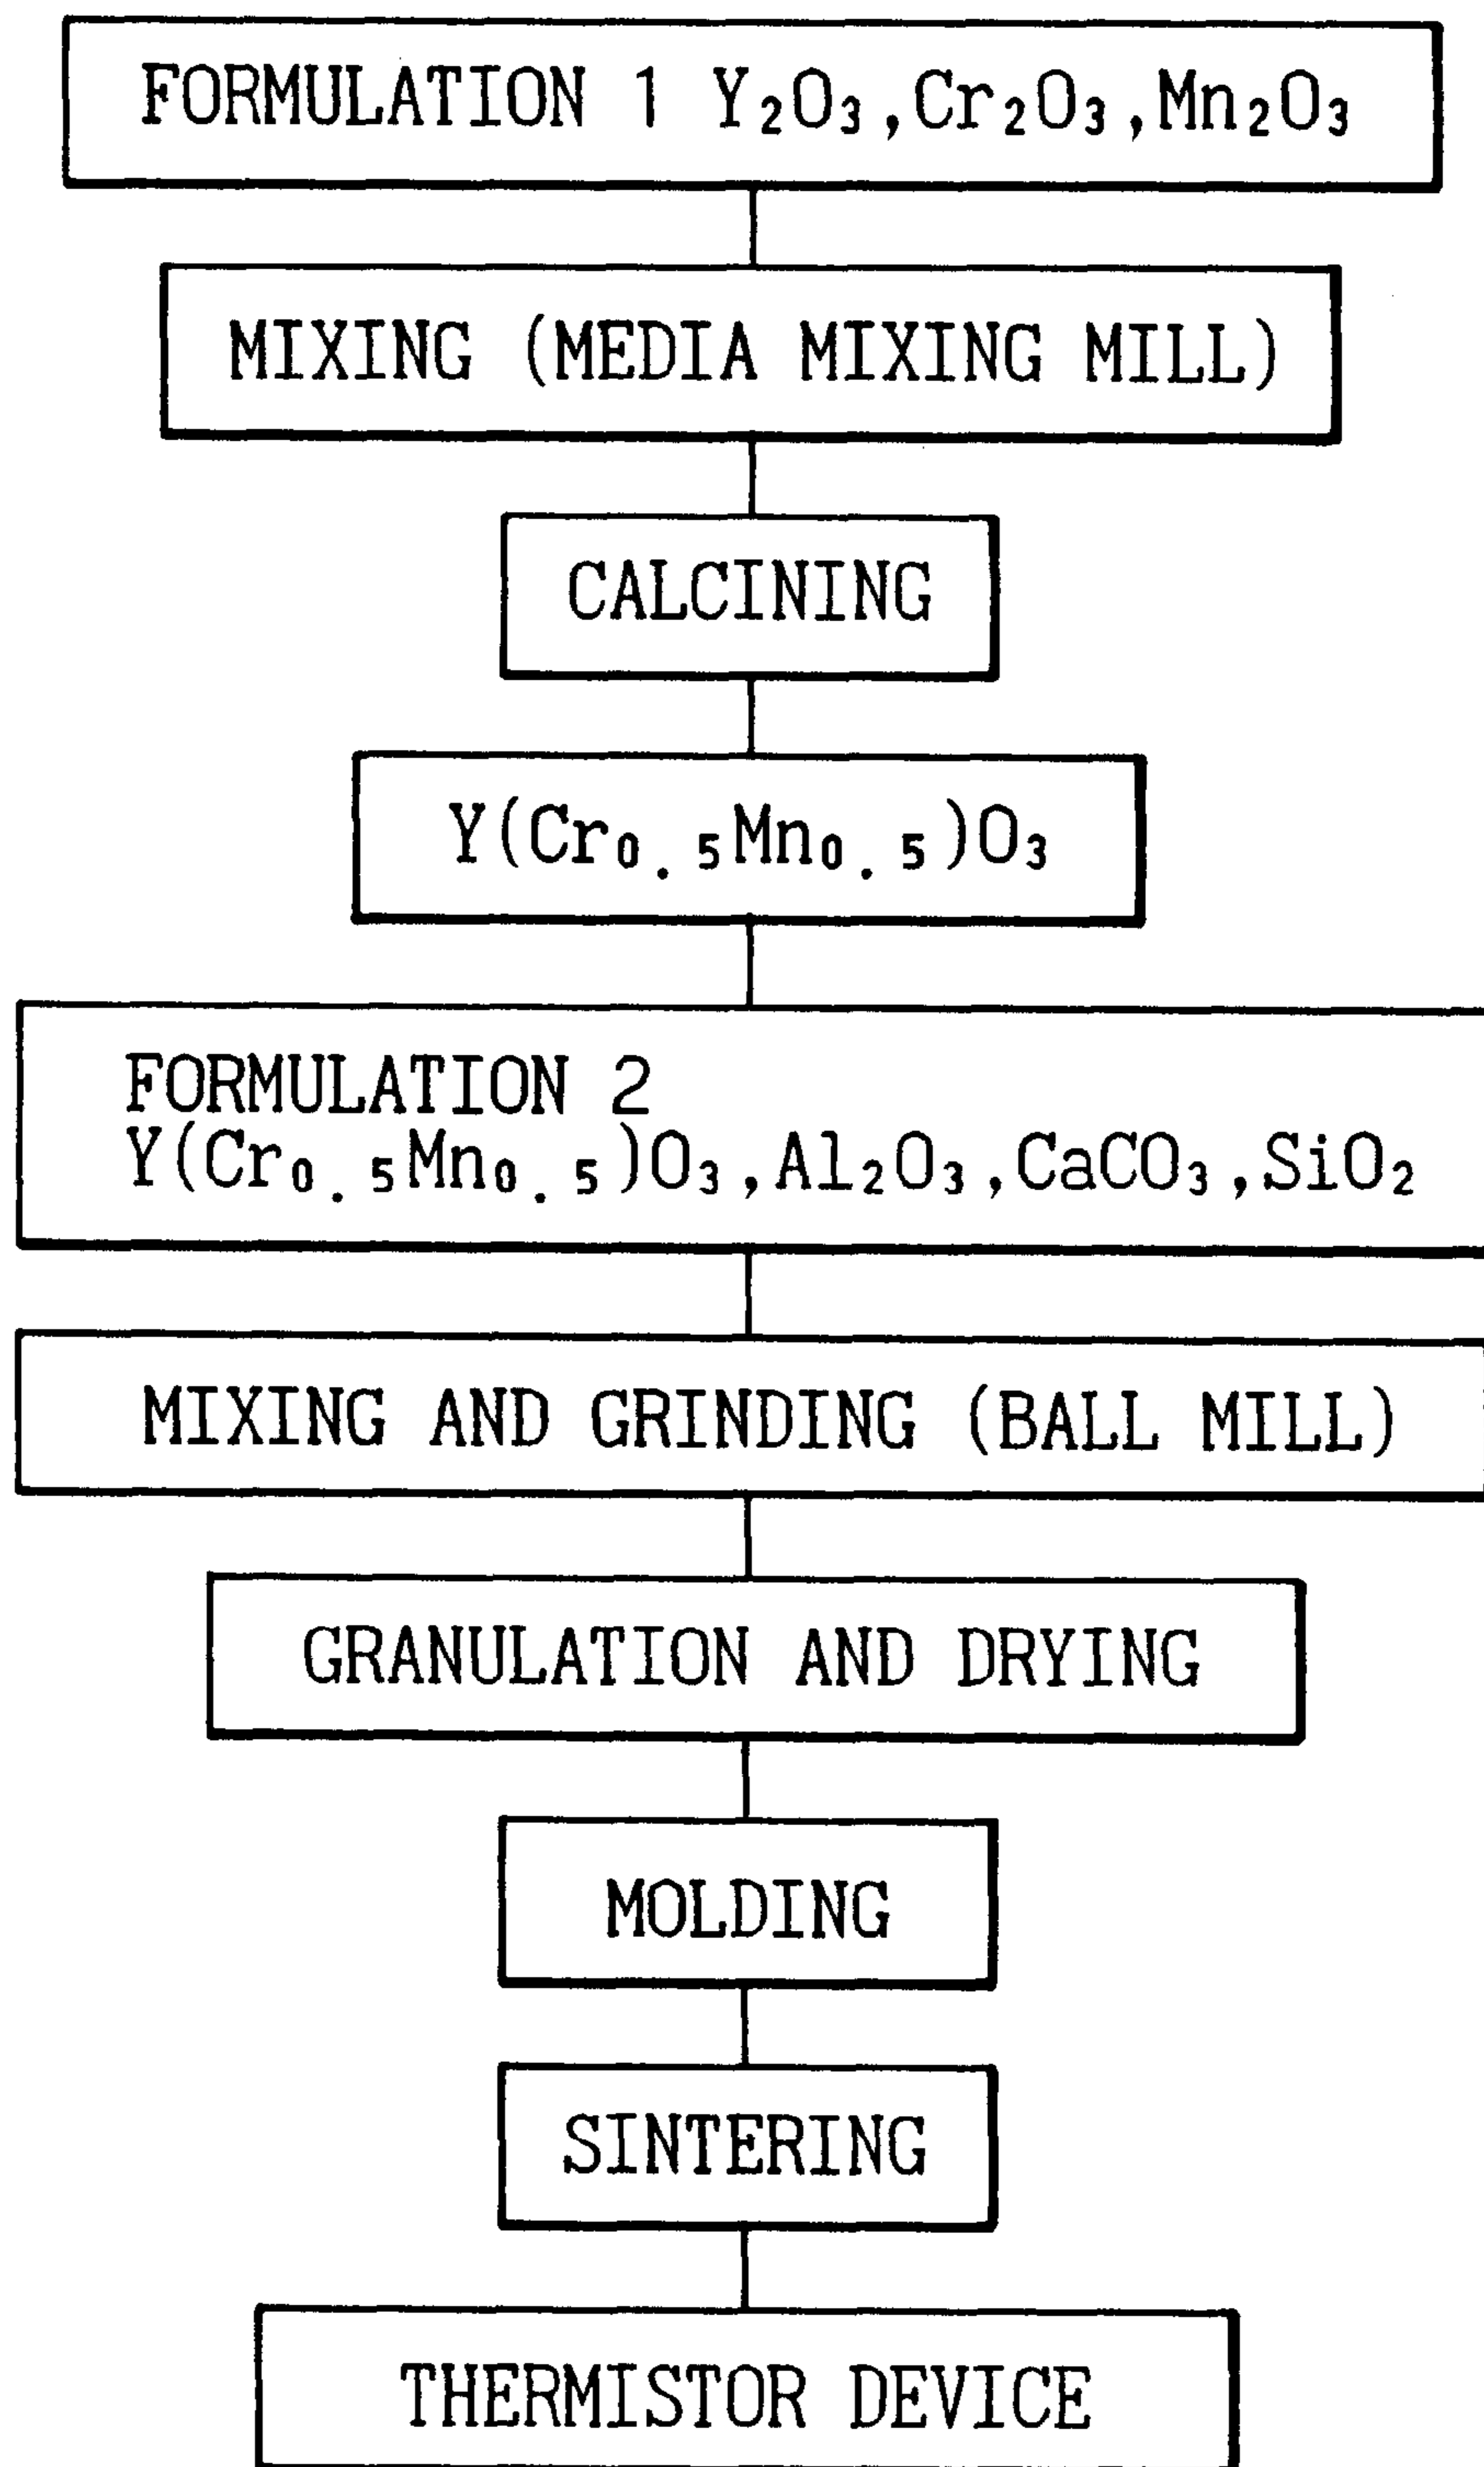 FORMULATION 1 Y₂O₃,Cr₂O₃,Mn₂O₃
MIXING (MEDIA MIXING MILL)
CALCINING
Y(Cr₀.₅Mn₀.₅)O₃
FORMULATION 2
Y(Cr₀.₅Mn₀.₅)O₃,Al₂O₃,CaCO₃,SiO₂
MIXING AND GRINDING (BALL MILL)
GRANULATION AND DRYING
MOLDING
SINTERING
THERMISTOR DEVICE